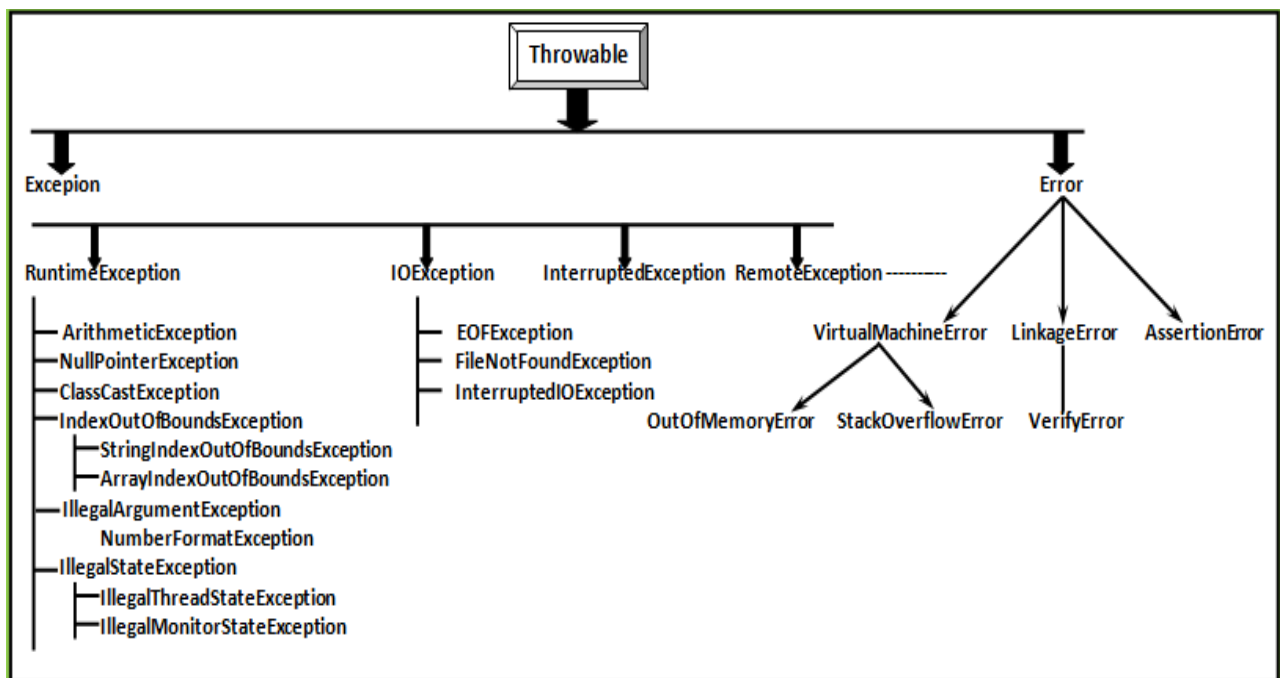 Throwable
Excepion
Error
RuntimeException
IOException
InterruptedException
RemoteException ----------
ArithmeticException
NullPointerException
ClassCastException
IndexOutOfBoundsException
StringIndexOutOfBoundsException
ArrayIndexOutOfBoundsException
IllegalArgumentException
NumberFormatException
IllegalStateException
IllegalThreadStateException
IllegalMonitorStateException
EOFException
FileNotFoundException
InterruptedIOException
VirtualMachineError
LinkageError
AssertionError
OutOfMemoryError
StackOverflowError
VerifyError